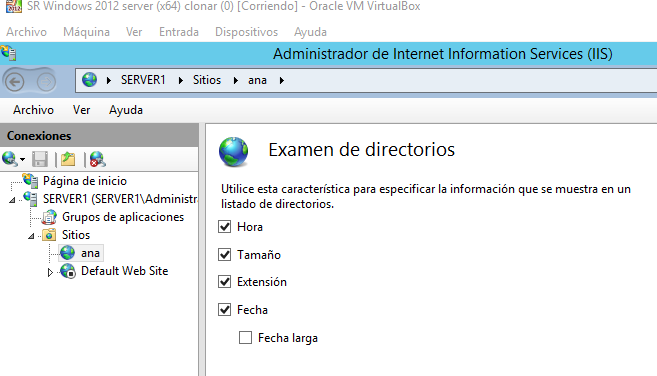 SR Windows 2012 server (x64) clonar (0) [Corriendo] - Oracle VM VirtualBox
Archivo Máquina Ver Entrada Dispositivos Ayuda
Administrador de Internet Information Services (IIS)
SERVER1 Sitios ana
Archivo Ver Ayuda
Conexiones
Página de inicio
SERVER1 (SERVER1\Administr
Grupos de aplicaciones
Sitios
ana
Default Web Site
Examen de directorios
Utilice esta característica para especificar la información que se muestra en un
listado de directorios.
Hora
Tamaño
Extensión
Fecha
Fecha larga